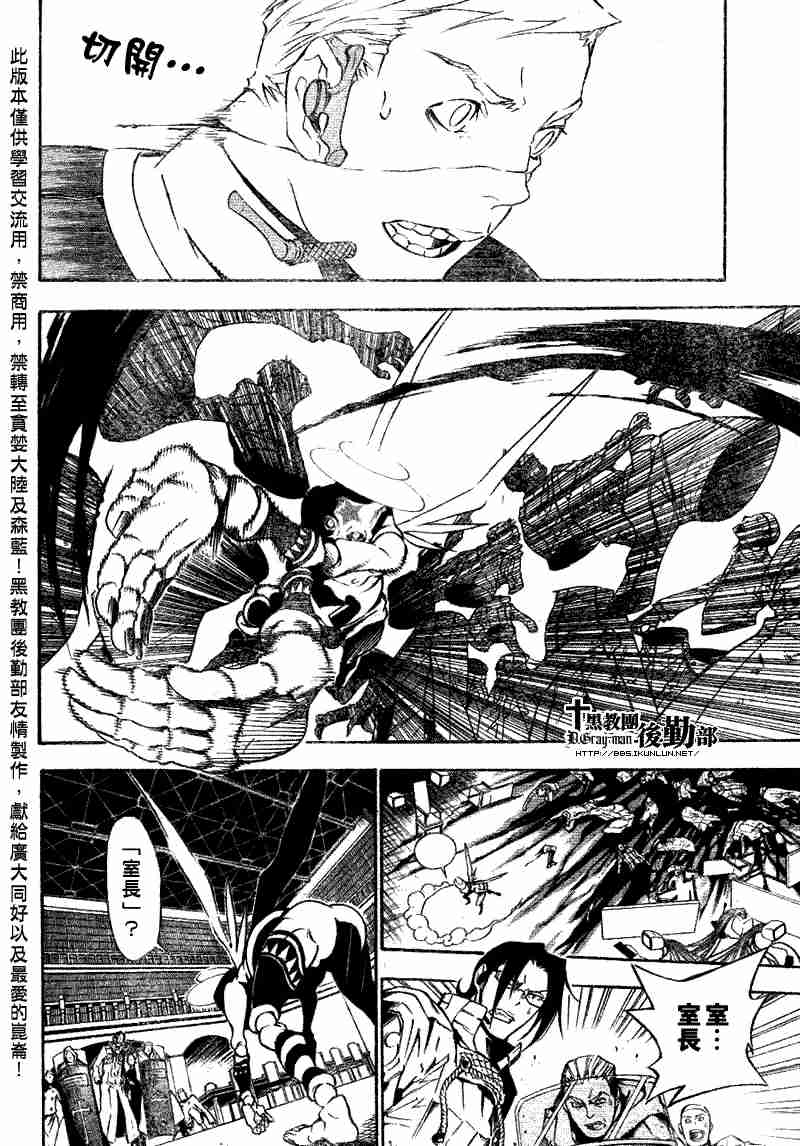 切開…
此版本僅供學習交流用，禁商用，禁轉至貪婪大陸及森藍！黑教團後勤部友情製作，獻給廣大同好以及最愛的崑崙！
黑教團
D.Gray-man
後勤部
HTTP://BBS.IKUNLUN.NET/
室…
室長
「室長」？